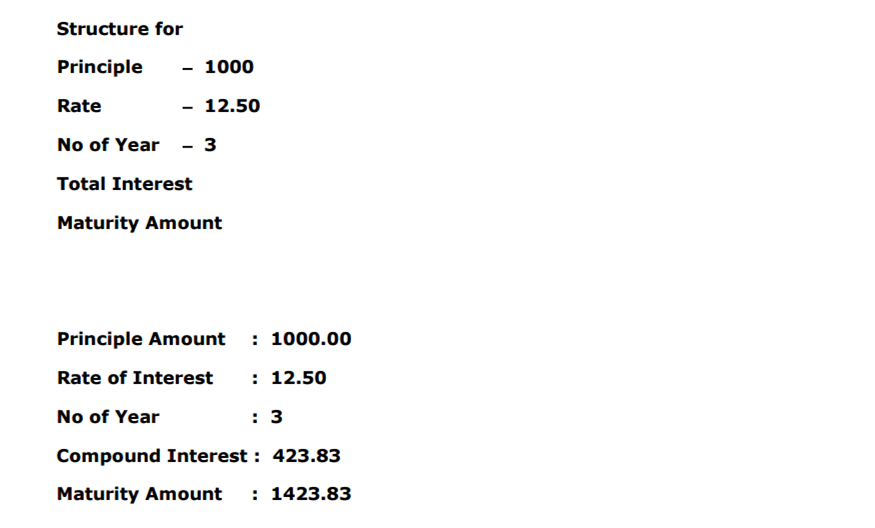 Structure for
Principle – 1000
Rate – 12.50
No of Year – 3
Total Interest
Maturity Amount
Principle Amount : 1000.00
Rate of Interest : 12.50
No of Year : 3
Compound Interest : 423.83
Maturity Amount : 1423.83